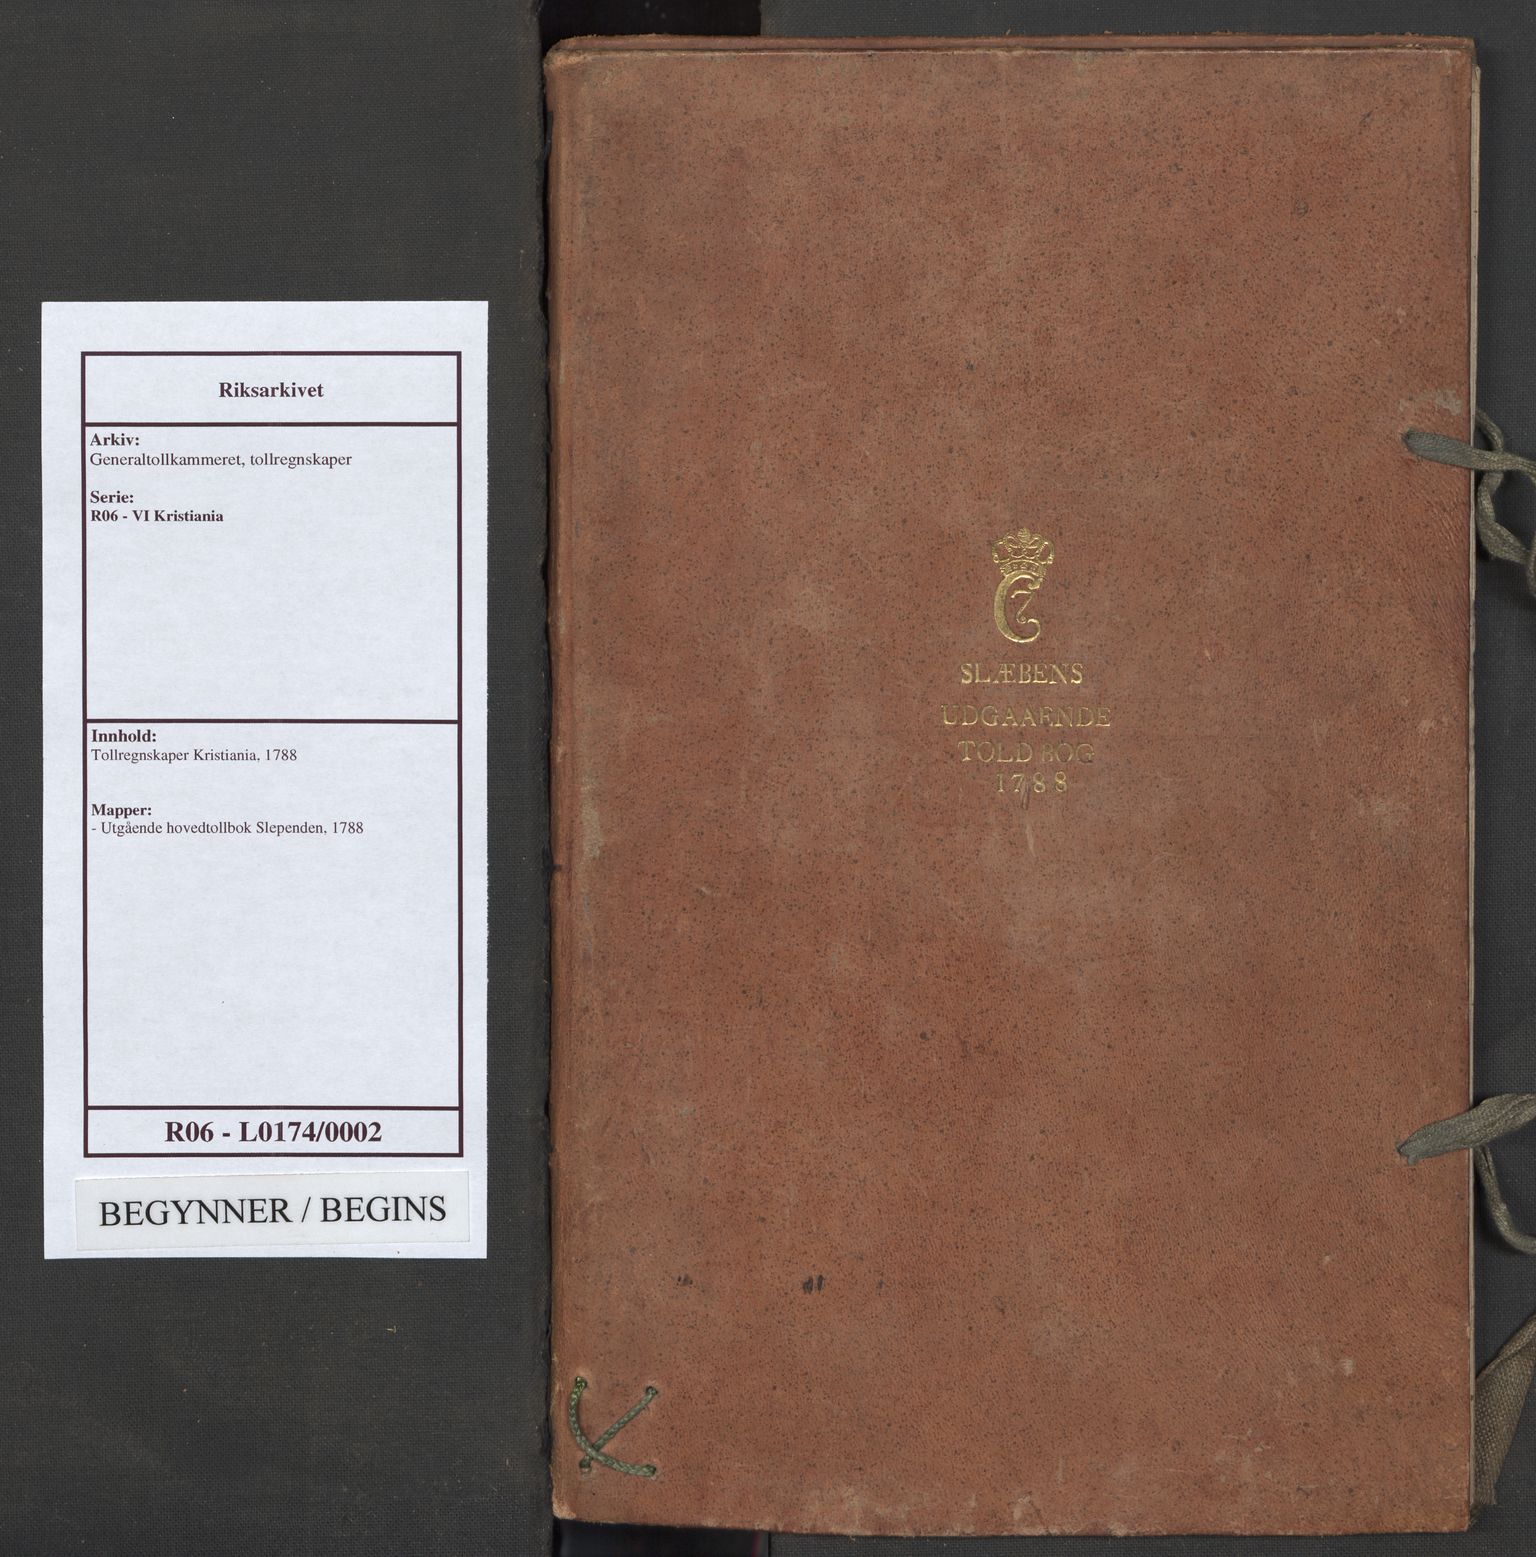 Riksarkivet
Arkiv:
Generaltollkammeret, tollregnskaper
Serie:
R06 - VI Kristiania
Innhold:
Tollregnskaper Kristiania, 1788
Mapper:
- Utgående hovedtollbok Slependen, 1788
R06 - L0174/0002
BEGYNNER / BEGINS
C7
SLÆBENS
UDGAAENDE
TOLD BOG
1788